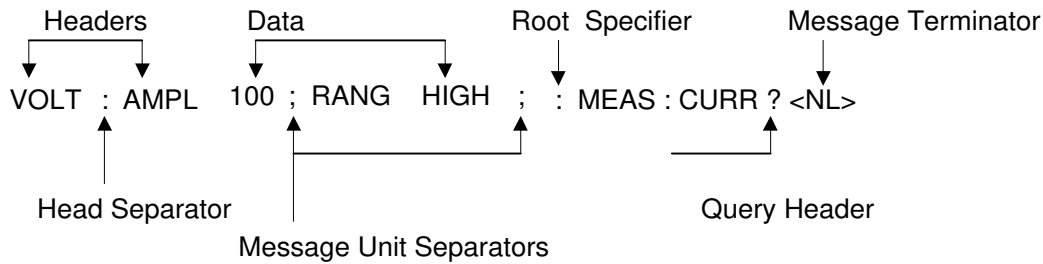 Headers Data Root Specifier Message Terminator
VOLT : AMPL 100 ; RANG HIGH ; : MEAS : CURR ? <NL>
Head Separator Query Header
Message Unit Separators